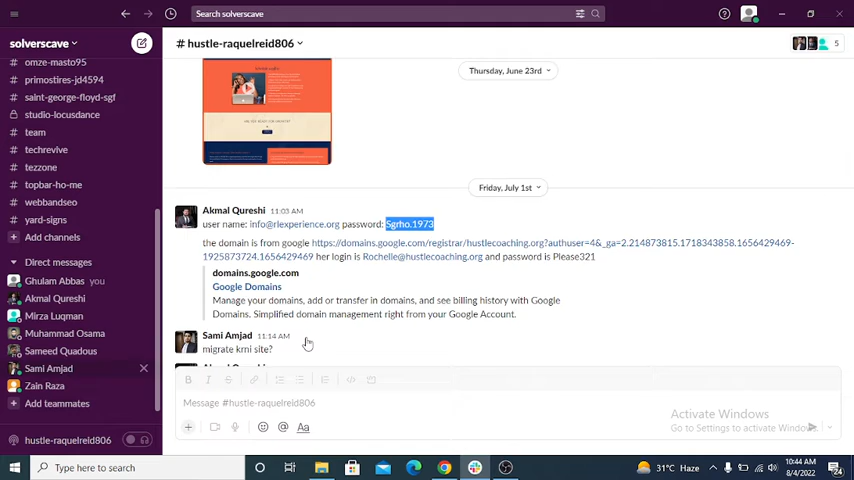 Search solverscave
solverscave
omze-masto95
primostires-jd4594
saint-george-floyd-sgf
studio-locusdance
team
techrevive
tezzone
topbar-ho-me
webbandseo
yard-signs
Add channels
Direct messages
Ghulam Abbas you
Akmal Qureshi
Mirza Luqman
Muhammad Osama
Sameed Quadous
Sami Amjad
Zain Raza
Add teammates
hustle-raquelreid806
# hustle-raquelreid806
5
Thursday, June 23rd
Friday, July 1st
Akmal Qureshi 11:03 AM
user name: info@rlexperience.org password: Sgrho.1973
the domain is from google https://domains.google.com/registrar/hustlecoaching.org?authuser=4&_ga=2.214873815.1718343858.1656429469-
1925873724.1656429469 her login is Rochelle@hustlecoaching.org and password is Please321
domains.google.com
Google Domains
Manage your domains, add or transfer in domains, and see billing history with Google
Domains. Simplified domain management right from your Google Account.
Sami Amjad 11:14 AM
migrate krni site?
Message #hustle-raquelreid806
Activate Windows
Go to Settings to activate Windows.
Type here to search
31°C Haze
10:44 AM
8/4/2022
24